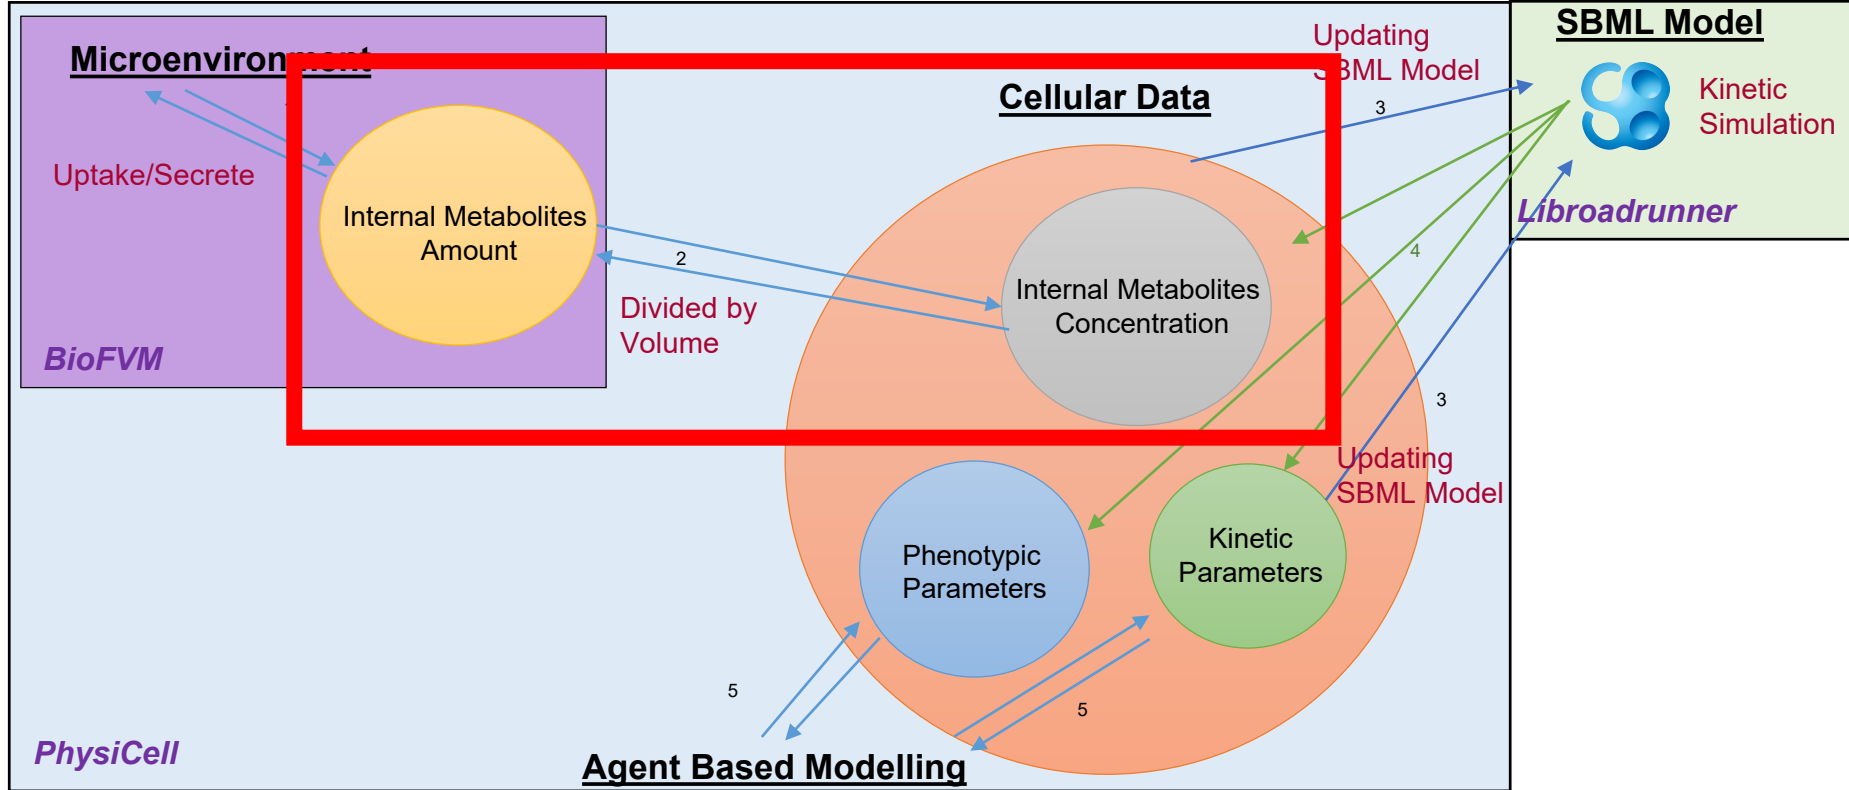 Microenvironment
Uptake/Secrete
Internal Metabolites
Amount
BioFVM
2
Divided by
Volume
Cellular Data
Internal Metabolites
Concentration
Updating
SBML Model
3
SBML Model
Kinetic
Simulation
Libroadrunner
4
3
Updating
SBML Model
Phenotypic
Parameters
Kinetic
Parameters
5
5
Agent Based Modelling
PhysiCell